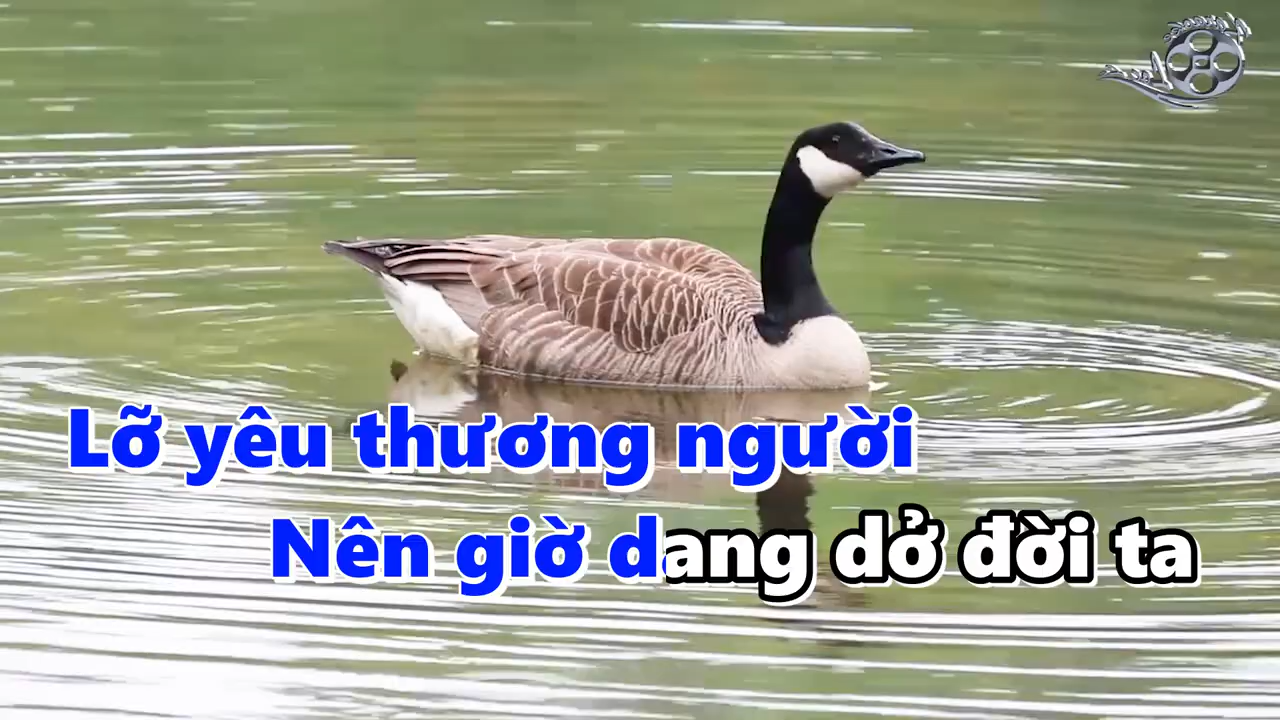 Lỡ yêu thương người
Nên giờ dang dở đời ta